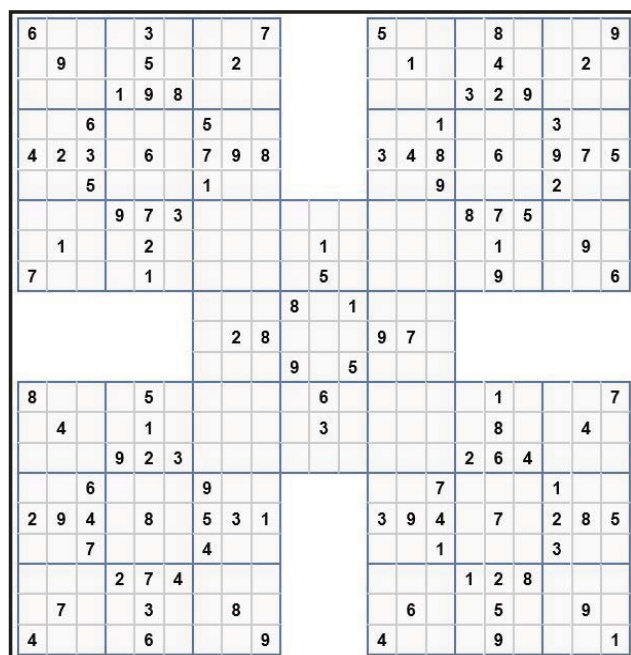 6 3 7 5 8 9
9 5 2 1 4 2
1 9 8 3 2 9
6 5 1 3
4 2 3 6 7 9 8 3 4 8 6 9 7 5
5 1 9 2
9 7 3 8 7 5
1 2 1 1 9
7 1 5 9 6
8 1
2 8 9 7
9 5
8 5 6 1 7
4 1 3 8 4
9 2 3 2 6 4
6 9 7 1
2 9 4 8 5 3 1 3 9 4 7 2 8 5
7 4 1 3
2 7 4 1 2 8
7 3 8 6 5 9
4 6 9 4 9 1